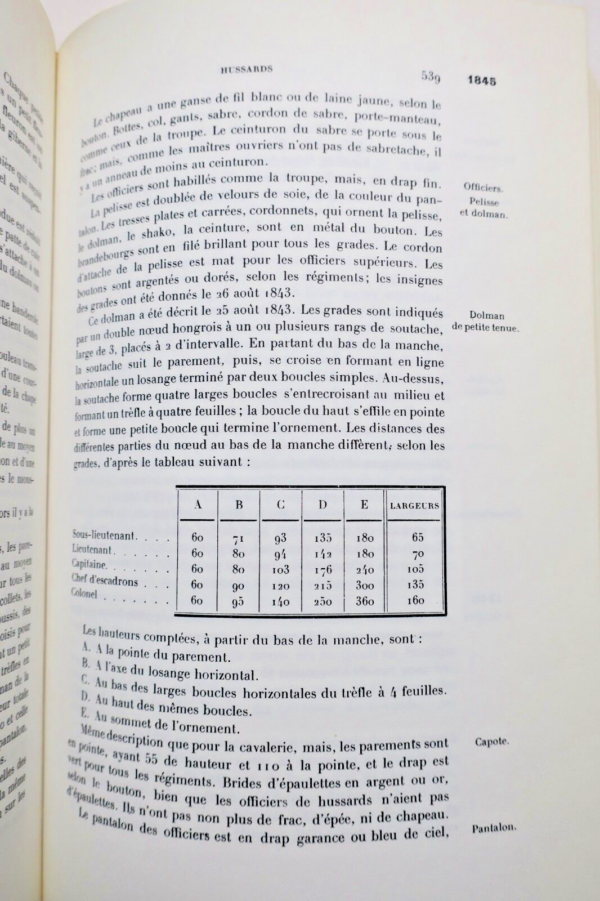 HUSSARDS
539
1845
Le chapeau a une ganse de fil blanc ou de laine jaune, selon le
bouton. Bottes, col, gants, sabre, cordon de sabre, porte-manteau,
comme ceux de la troupe. Le ceinturon du sabre se porte sous le
frac; mais, comme les maîtres ouvriers n'ont pas de sabretache, il
y a un anneau de moins au ceinturon.
Les officiers sont habillés comme la troupe, mais, en drap fin.
Officiers.
La pelisse est doublée de velours de soie, de la couleur du pan-
Pelisse
et dolman.
talon. Les tresses plates et carrées, cordonnets, qui ornent la pelisse,
le dolman, le shako, la ceinture, sont en métal du bouton. Les
brandebourgs sont en filé brillant pour tous les grades. Le cordon
d'attache de la pelisse est mat pour les officiers supérieurs. Les
boutons sont argentés ou dorés, selon les régiments; les insignes
des grades ont été donnés le 26 août 1843.
Ce dolman a été décrit le 25 août 1843. Les grades sont indiqués
Dolman
de petite tenue.
par un double nœud hongrois à un ou plusieurs rangs de soutache,
large de 3, placés à 2 d'intervalle. En partant du bas de la manche,
la soutache suit le parement, puis, se croise en formant en ligne
horizontale un losange terminé par deux boucles simples. Au-dessus,
la soutache forme quatre larges boucles s'entrecroisant au milieu et
formant un trèfle à quatre feuilles; la boucle du haut s'effile en pointe
et forme une petite boucle qui termine l'ornement. Les distances des
différentes parties du nœud au bas de la manche diffèrent, selon les
grades, d'après le tableau suivant :
A B C D E LARGEURS
Sous-lieutenant. . . . 60 71 93 135 180 65
Lieutenant. . . . . . 60 80 94 142 180 70
Capitaine. . . . . . . 60 80 103 176 240 105
Chef d'escadrons . . . 60 90 120 215 300 135
Colonel . . . . . . . 60 95 140 250 360 160
Les hauteurs comptées, à partir du bas de la manche, sont :
A. A la pointe du parement.
B. A l'axe du losange horizontal.
C. Au bas des larges boucles horizontales du trèfle à 4 feuilles.
D. Au haut des mêmes boucles.
E. Au sommet de l'ornement.
Même description que pour la cavalerie, mais, les parements sont
Capote.
en pointe, ayant 55 de hauteur et 110 à la pointe, et le drap est
vert pour tous les régiments. Brides d'épaulettes en argent ou or,
selon le bouton, bien que les officiers de hussards n'aient pas
d'épaulettes. Ils n'ont pas non plus de frac, d'épée, ni de chapeau.
Le pantalon des officiers est en drap garance ou bleu de ciel,
Pantalon.